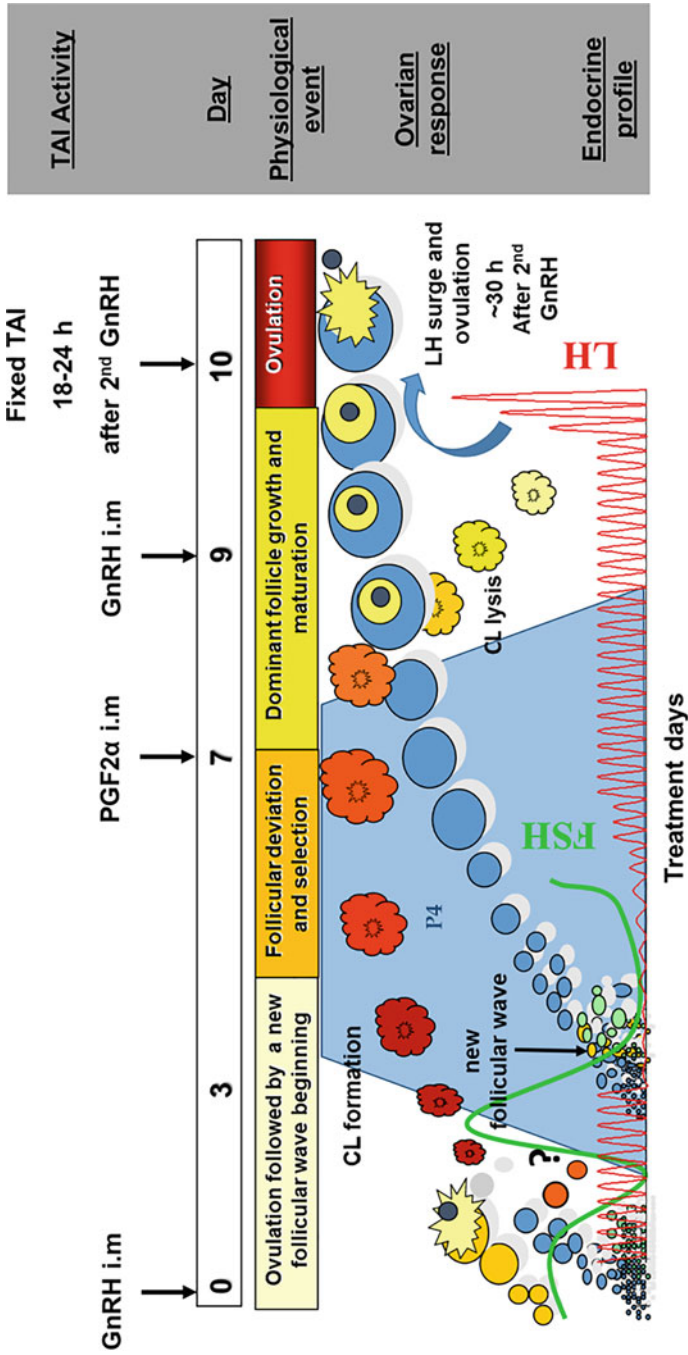 GnRH i.m
PGF2α i.m
GnRH i.m
Fixed TAI
18-24 h
after 2nd GnRH
TAI Activity
0
3
7
9
10
Day
Ovulation followed by a new
follicular wave beginning
Follicular deviation
and selection
Dominant follicle growth and
maturation
Ovulation
Physiological
event
CL formation
P4
CL lysis
new
follicular wave
?
LH surge and
ovulation
~30 h
After 2nd
GnRH
Ovarian
response
FSH
LH
Endocrine
profile
Treatment days